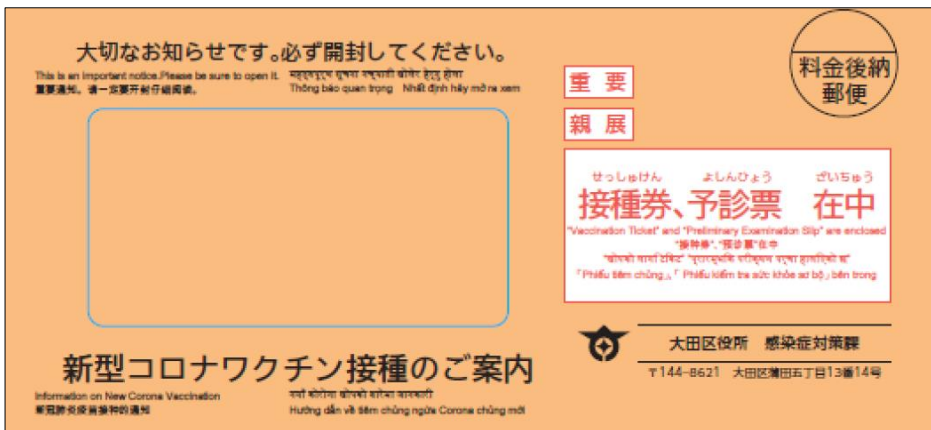 大切なお知らせです。必ず開封してください。
This is an important notice.Please be sure to open it.
重要通知。请一定要开封仔细阅读。
Thông báo quan trọng Nhất định hãy mở ra xem
料金後納
郵便
重要
親展
せっしゅけん よしんひょう ざいちゅう
接種券、予診票 在中
"Vaccination Ticket" and "Preliminary Examination Slip" are enclosed
"接种券"、"预诊票"在中
「Phiếu tiêm chủng」、「Phiếu kiểm tra sức khỏe sơ bộ」bên trong
大田区役所 感染症対策課
〒144-8621 大田区蒲田五丁目13番14号
新型コロナワクチン接種のご案内
Information on New Corona Vaccination
新冠肺炎疫苗接种的通知
Hướng dẫn về tiêm chủng ngừa Corona chủng mới